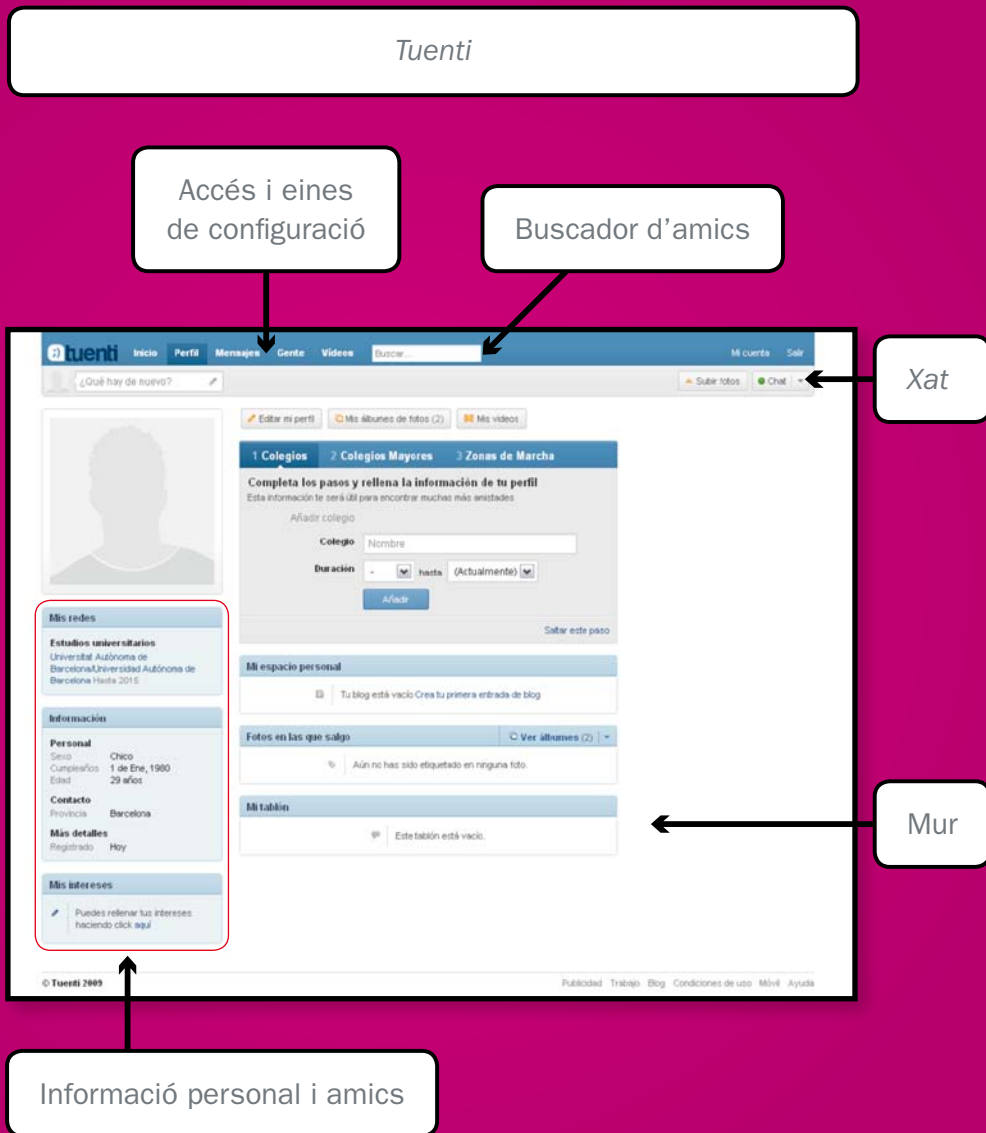 Tuenti
Accés i eines
de configuració
Buscador d'amics
;) tuenti Inicio Perfil Mensajes Gente Vídeos Buscar... Mi cuenta Salir
¿Qué hay de nuevo? Subir fotos Chat
Xat
Editar mi perfil Mis álbumes de fotos (2) Mis videos
1 Colegios 2 Colegios Mayores 3 Zonas de Marcha
Completa los pasos y rellena la información de tu perfil
Esta información te será útil para encontrar muchas más amistades
Añadir colegio
Colegio Nombre
Duración - hasta (Actualmente)
Añadir
Saltar este paso
Mis redes
Estudios universitarios
Universitat Autònoma de
Barcelona/Universidad Autónoma de
Barcelona Hasta 2015
Información
Personal
Sexo Chico
Cumpleaños 1 de Ene, 1980
Edad 29 años
Contacto
Provincia Barcelona
Más detalles
Registrado Hoy
Mis intereses
Puedes rellenar tus intereses
haciendo click aquí
Mi espacio personal
Tu blog está vacío Crea tu primera entrada de blog
Fotos en las que salgo Ver álbumes (2)
Aún no has sido etiquetado en ninguna foto.
Mi tablón
Este tablón está vacío.
Mur
© Tuenti 2009 Publicidad Trabajo Blog Condiciones de uso Móvil Ayuda
Informació personal i amics